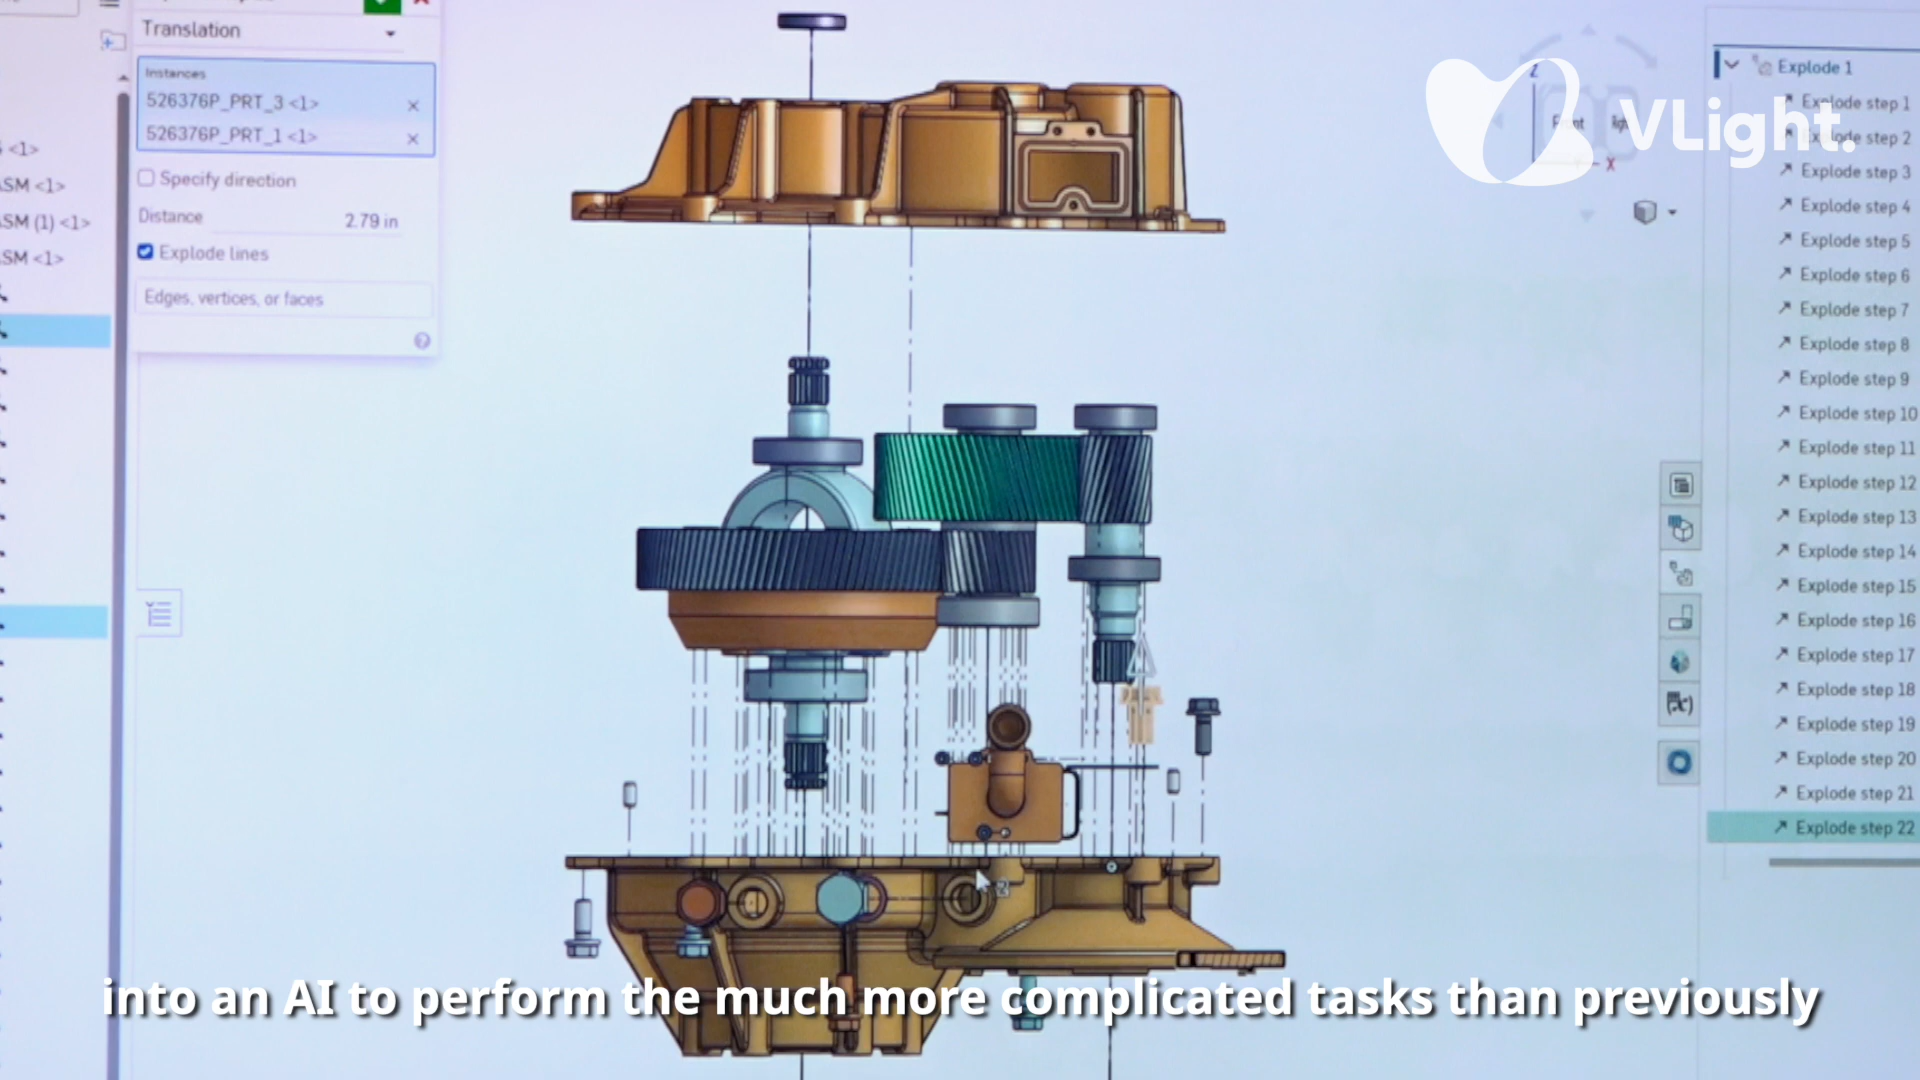 Translation
Instances
526376P_PRT_3 <1>
526376P_PRT_1 <1>
Specify direction
Distance 2.79 in
Explode lines
Edges, vertices, or faces
<1>
SM <1>
SM (1) <1>
SM <1>
Z
Front
X
VLight.
Explode 1
Explode step 1
Explode step 2
Explode step 3
Explode step 4
Explode step 5
Explode step 6
Explode step 7
Explode step 8
Explode step 9
Explode step 10
Explode step 11
Explode step 12
Explode step 13
Explode step 14
Explode step 15
Explode step 16
Explode step 17
Explode step 18
Explode step 19
Explode step 20
Explode step 21
Explode step 22
(x)
into an AI to perform the much more complicated tasks than previously